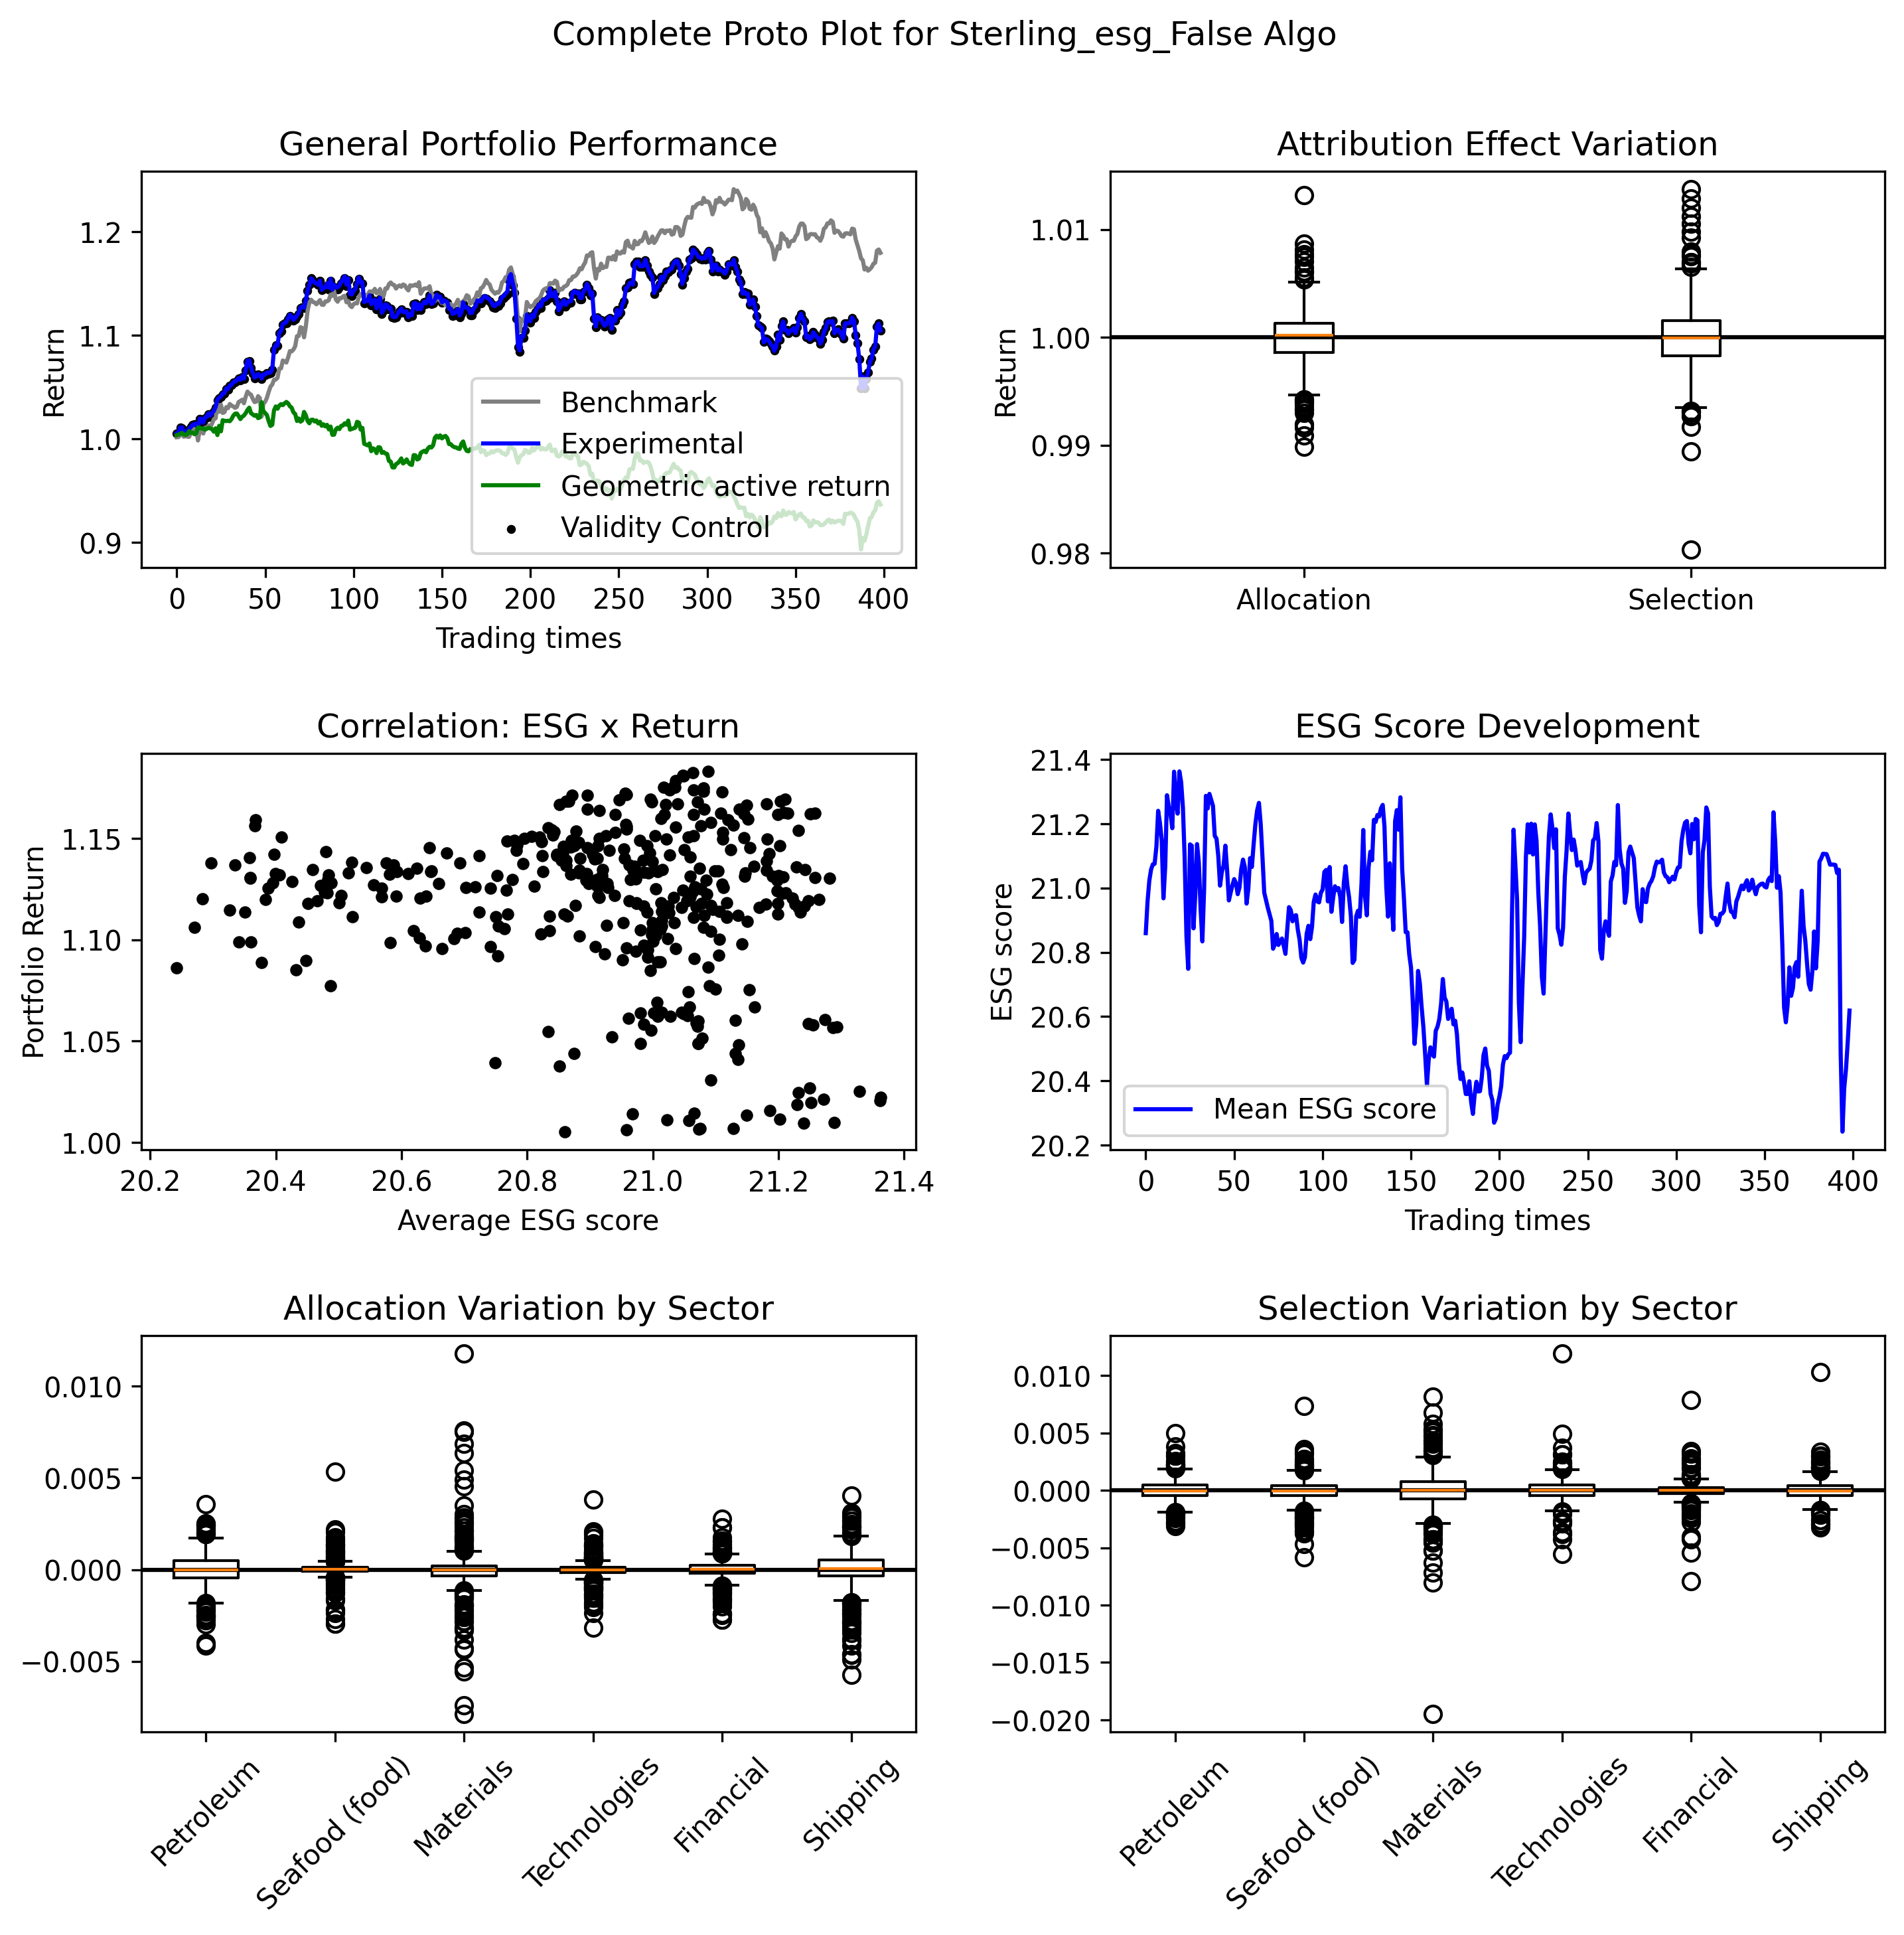 Complete Proto Plot for Sterling_esg_False Algo
General Portfolio Performance
Return
1.2
1.1
1.0
0.9
Benchmark
Experimental
Geometric active return
Validity Control
0 50 100 150 200 250 300 350 400
Trading times
Attribution Effect Variation
Return
1.01
1.00
0.99
0.98
Allocation Selection
Correlation: ESG x Return
Portfolio Return
1.15
1.10
1.05
1.00
20.2 20.4 20.6 20.8 21.0 21.2 21.4
Average ESG score
ESG Score Development
ESG score
21.4
21.2
21.0
20.8
20.6
20.4
20.2
Mean ESG score
0 50 100 150 200 250 300 350 400
Trading times
Allocation Variation by Sector
0.010
0.005
0.000
−0.005
Petroleum
Seafood (food)
Materials
Technologies
Financial
Shipping
Selection Variation by Sector
0.010
0.005
0.000
−0.005
−0.010
−0.015
−0.020
Petroleum
Seafood (food)
Materials
Technologies
Financial
Shipping